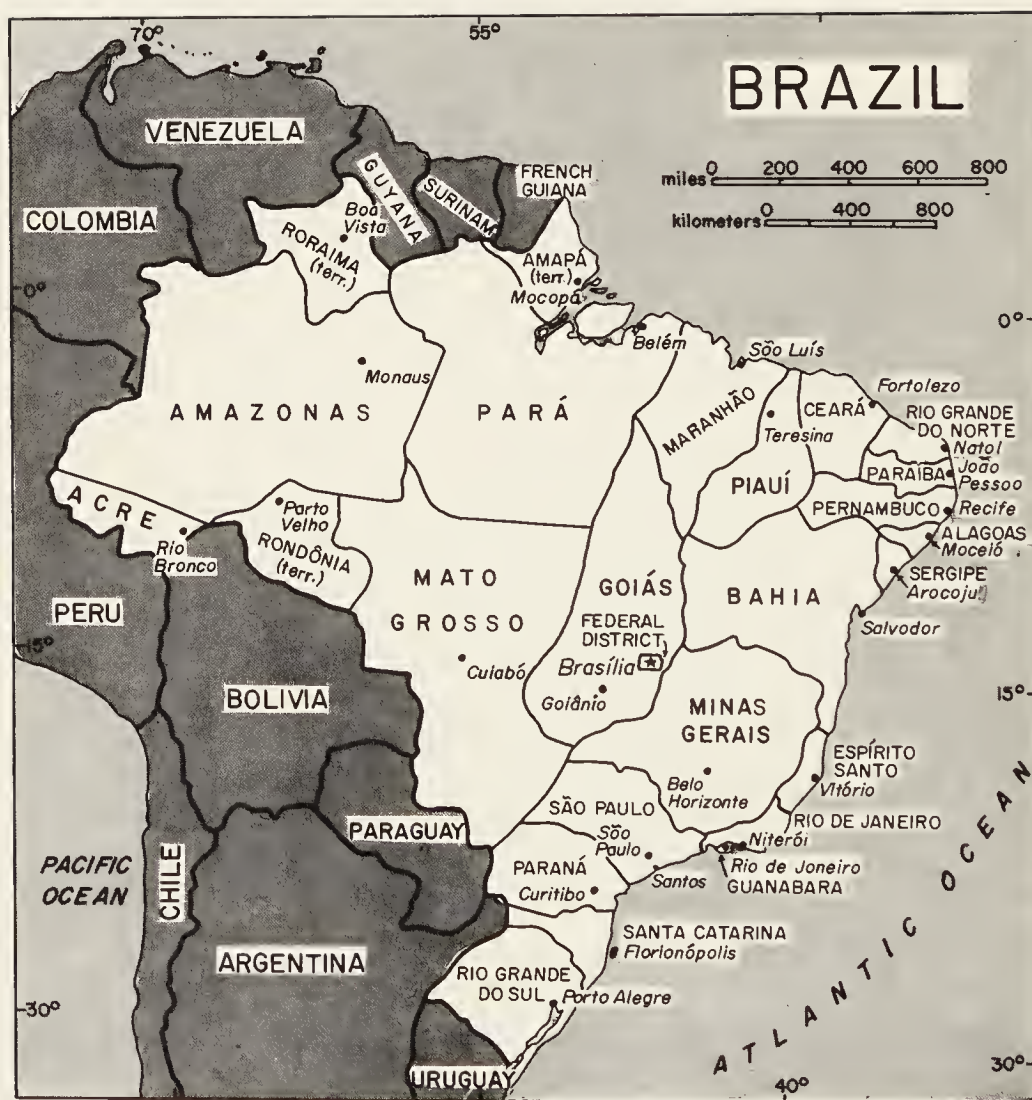 70°
55°
BRAZIL
VENEZUELA
GUYANA
SURINAM
FRENCH
GUIANA
miles 0 200 400 600 800
kilometers 0 400 800
COLOMBIA
Boa
Vista
RORAIMA
(terr.)
AMAPÁ
(terr.)
Mocopá
0°
0°
Belém
São Luís
Monaus
Fortolezo
AMAZONAS
PARÁ
MARANHÃO
CEARÁ
Teresina
RIO GRANDE
DO NORTE
Natol
PIAUÍ
PARAÍBA
João
Pessoo
ACRE
Parto
Velho
PERNAMBUCO
Recife
Rio
Bronco
RONDÔNIA
(terr.)
ALAGOAS
Moceió
MATO
GROSSO
GOIÁS
BAHIA
SERGIPE
Arocoju
PERU
FEDERAL
DISTRICT
Salvodor
15°
Brasília
Cuiabó
BOLIVIA
Goiânio
15°
MINAS
GERAIS
ESPÍRITO
SANTO
Vitório
Belo
Horizonte
SÃO PAULO
RIO DE JANEIRO
PARAGUAY
São
Paulo
Niterói
PACIFIC
OCEAN
CHILE
PARANÁ
Santos
Rio de Joneiro
GUANABARA
Curitibo
SANTA CATARINA
Florionópolis
ARGENTINA
RIO GRANDE
DO SUL
Porto Alegre
30°
ATLANTIC OCEAN
URUGUAY
40°
30°